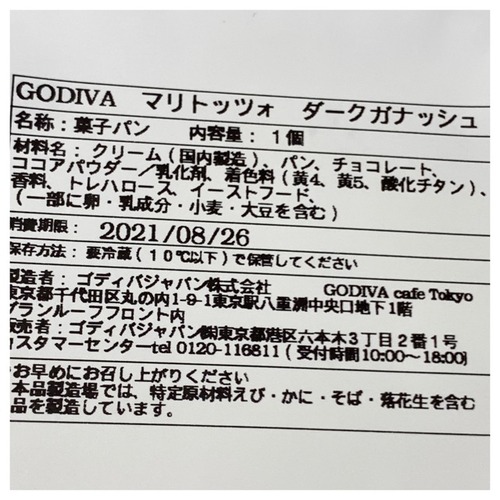 GODIVA マリトッツォ ダークガナッシュ
名称：菓子パン 内容量：１個
材料名：クリーム(国内製造)、パン、チョコレート、
ココアパウダー/乳化剤、着色料(黄4、黄5、酸化チタン)、
香料、トレハロース、イーストフード、
(一部に卵・乳成分・小麦・大豆を含む)
消費期限： 2021/08/26
保存方法：要冷蔵(10℃以下)で保管してください
製造者：ゴディバジャパン株式会社 GODIVA cafe Tokyo
東京都千代田区丸の内1-9-1東京駅八重洲中央口地下1階
グランルーフフロント内
販売者：ゴディバジャパン㈱東京都港区六本木3丁目2番1号
カスタマーセンターtel 0120-116811(受付時間10:00〜18:00)
お早めにお召し上がりください
本品製造場では、特定原材料えび・かに・そば・落花生を含む
品を製造しています。